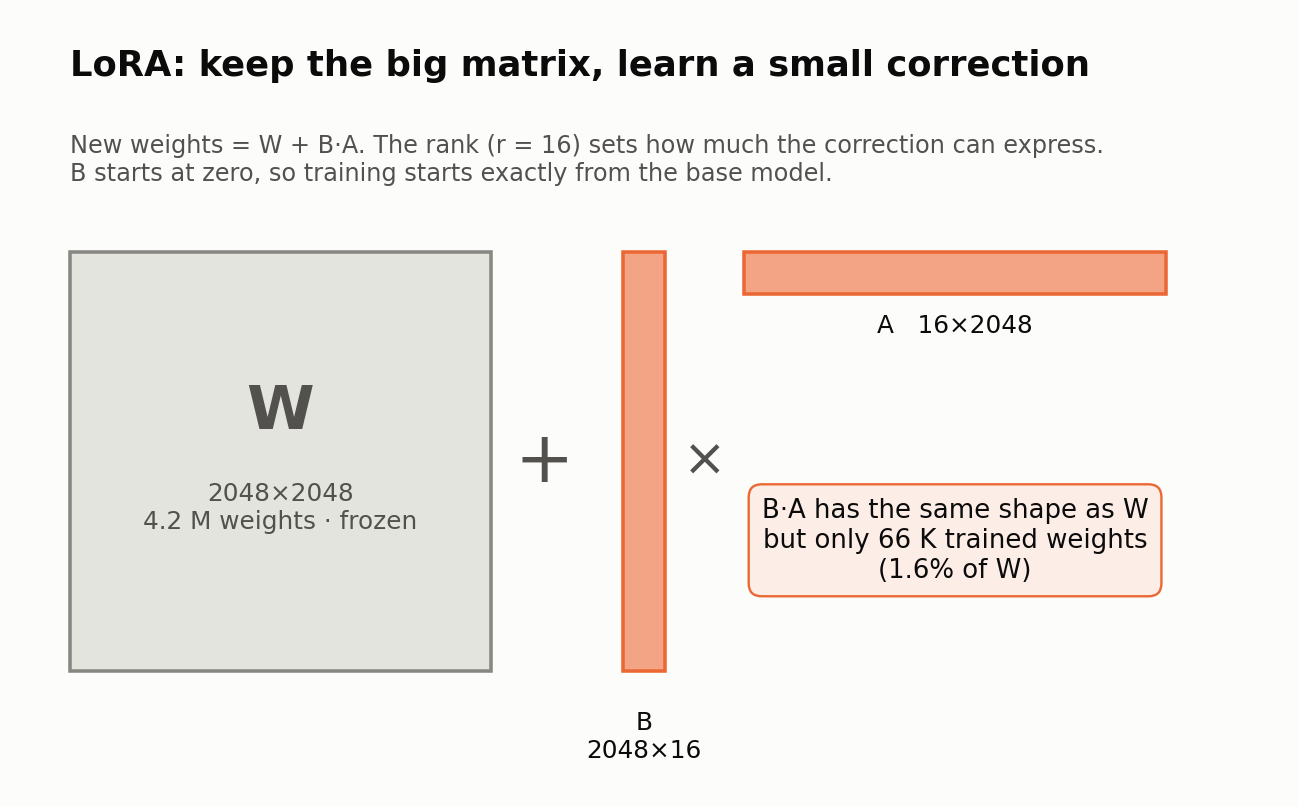 LoRA: keep the big matrix, learn a small correction
New weights = W + B·A. The rank (r = 16) sets how much the correction can express.
B starts at zero, so training starts exactly from the base model.
W
2048×2048
4.2 M weights · frozen
+
B
2048×16
×
A 16×2048
B·A has the same shape as W
but only 66 K trained weights
(1.6% of W)